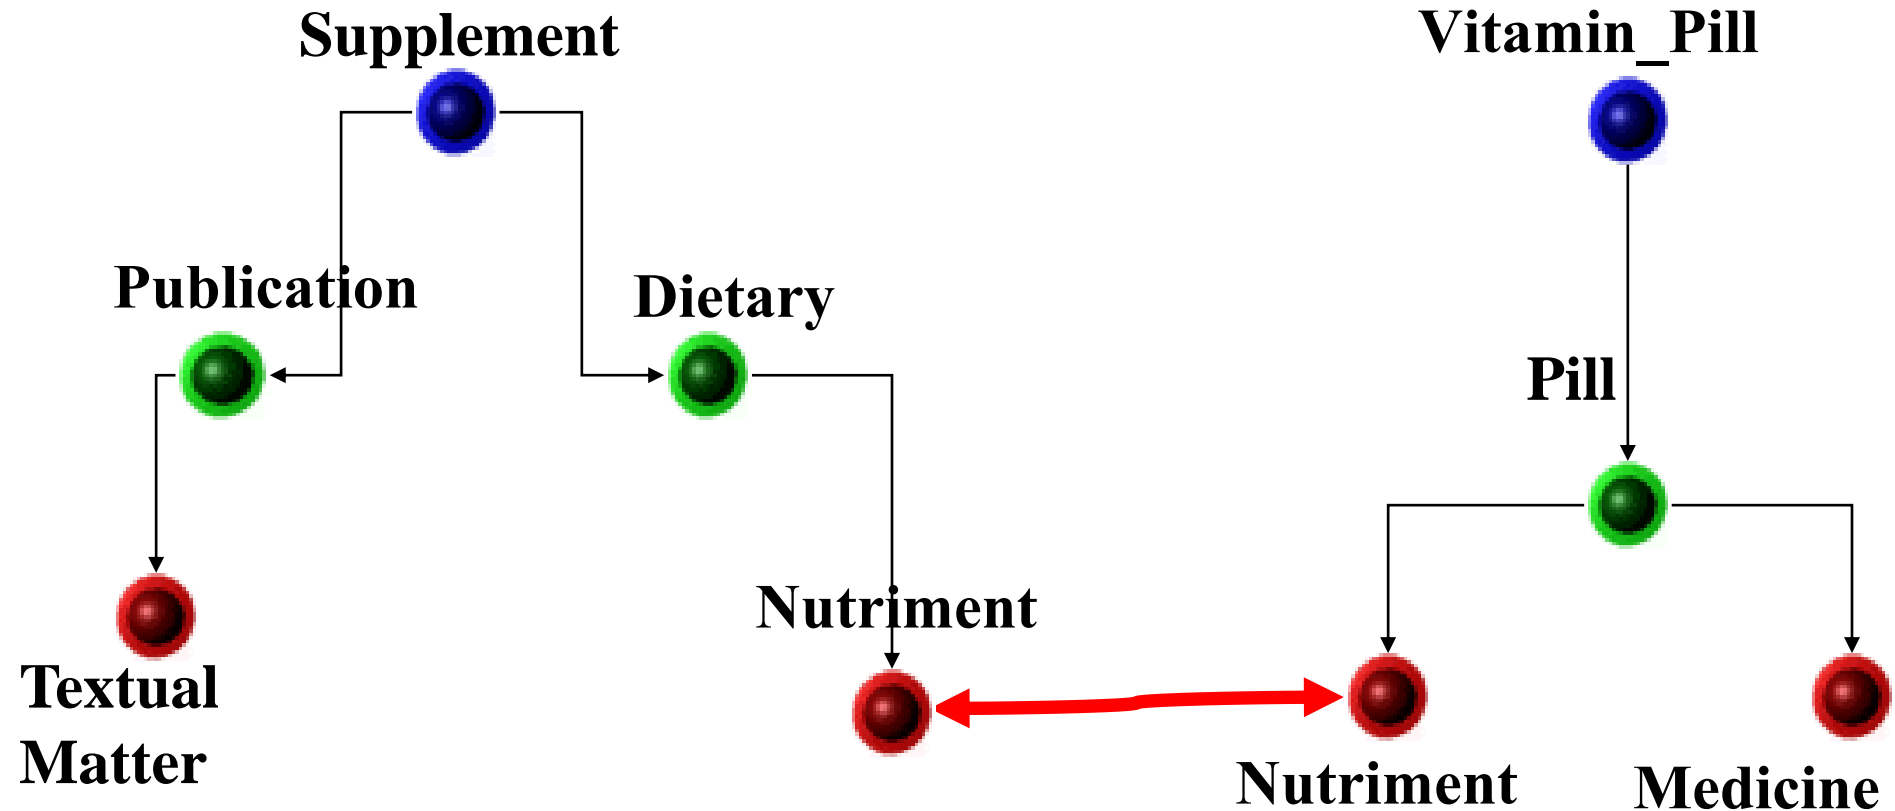 Supplement
Vitamin_Pill
Publication
Dietary
Pill
Nutriment
Textual
Matter
Nutriment
Medicine